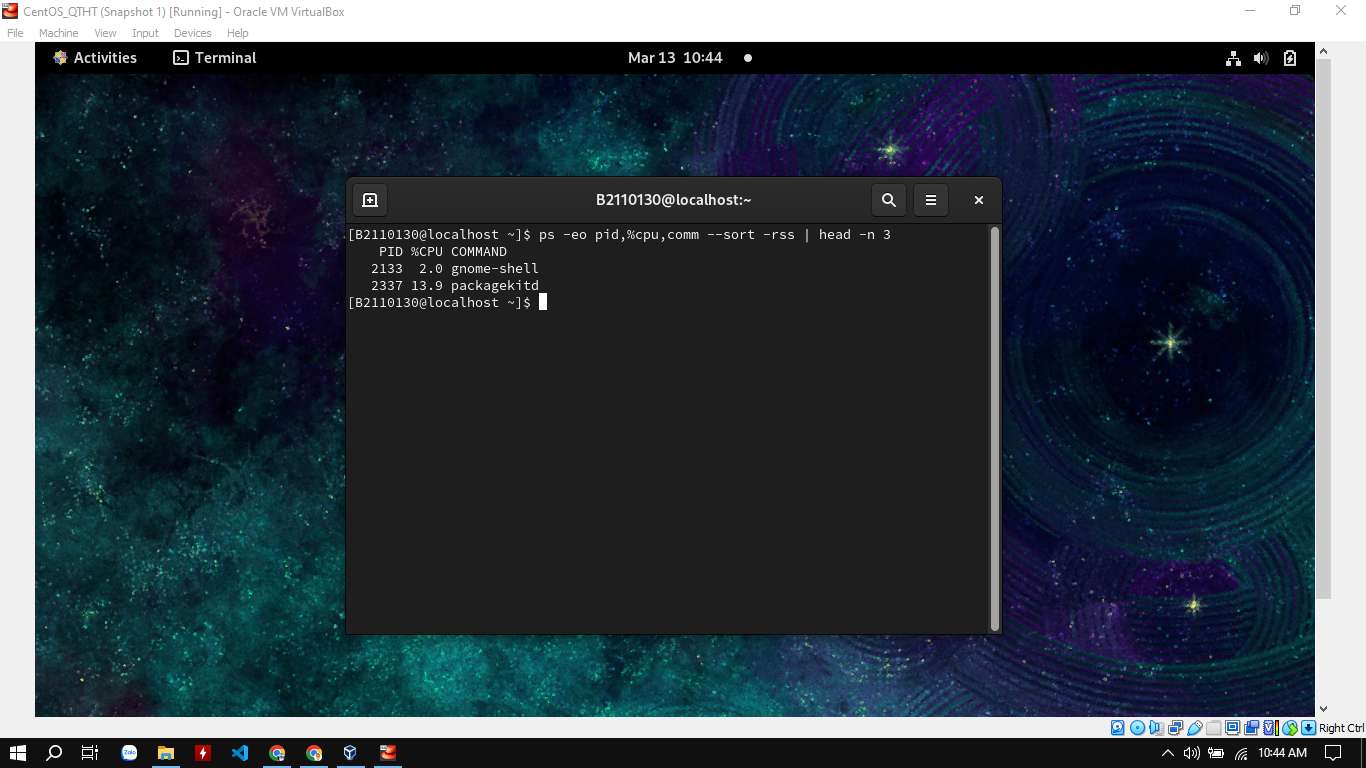 CentOS_QTHT (Snapshot 1) [Running] - Oracle VM VirtualBox
File Machine View Input Devices Help
Activities Terminal Mar 13 10:44
B2110130@localhost:~
[B2110130@localhost ~]$ ps -eo pid,%cpu,comm --sort -rss | head -n 3
    PID %CPU COMMAND
   2133  2.0 gnome-shell
   2337 13.9 packagekitd
[B2110130@localhost ~]$
Right Ctrl
Zalo
10:44 AM